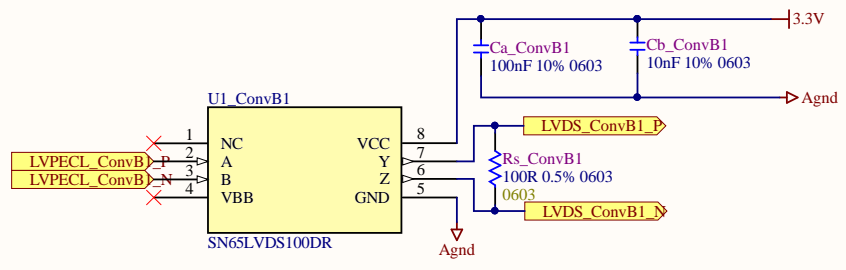 3.3V
Ca_ConvB1
100nF 10% 0603
Cb_ConvB1
10nF 10% 0603
Agnd
U1_ConvB1
1 NC VCC 8
LVPECL_ConvB1_P 2 A Y 7
LVPECL_ConvB1_N 3 B Z 6
4 VBB GND 5
SN65LVDS100DR
LVDS_ConvB1_P
Rs_ConvB1
100R 0.5% 0603
0603
LVDS_ConvB1_N
Agnd